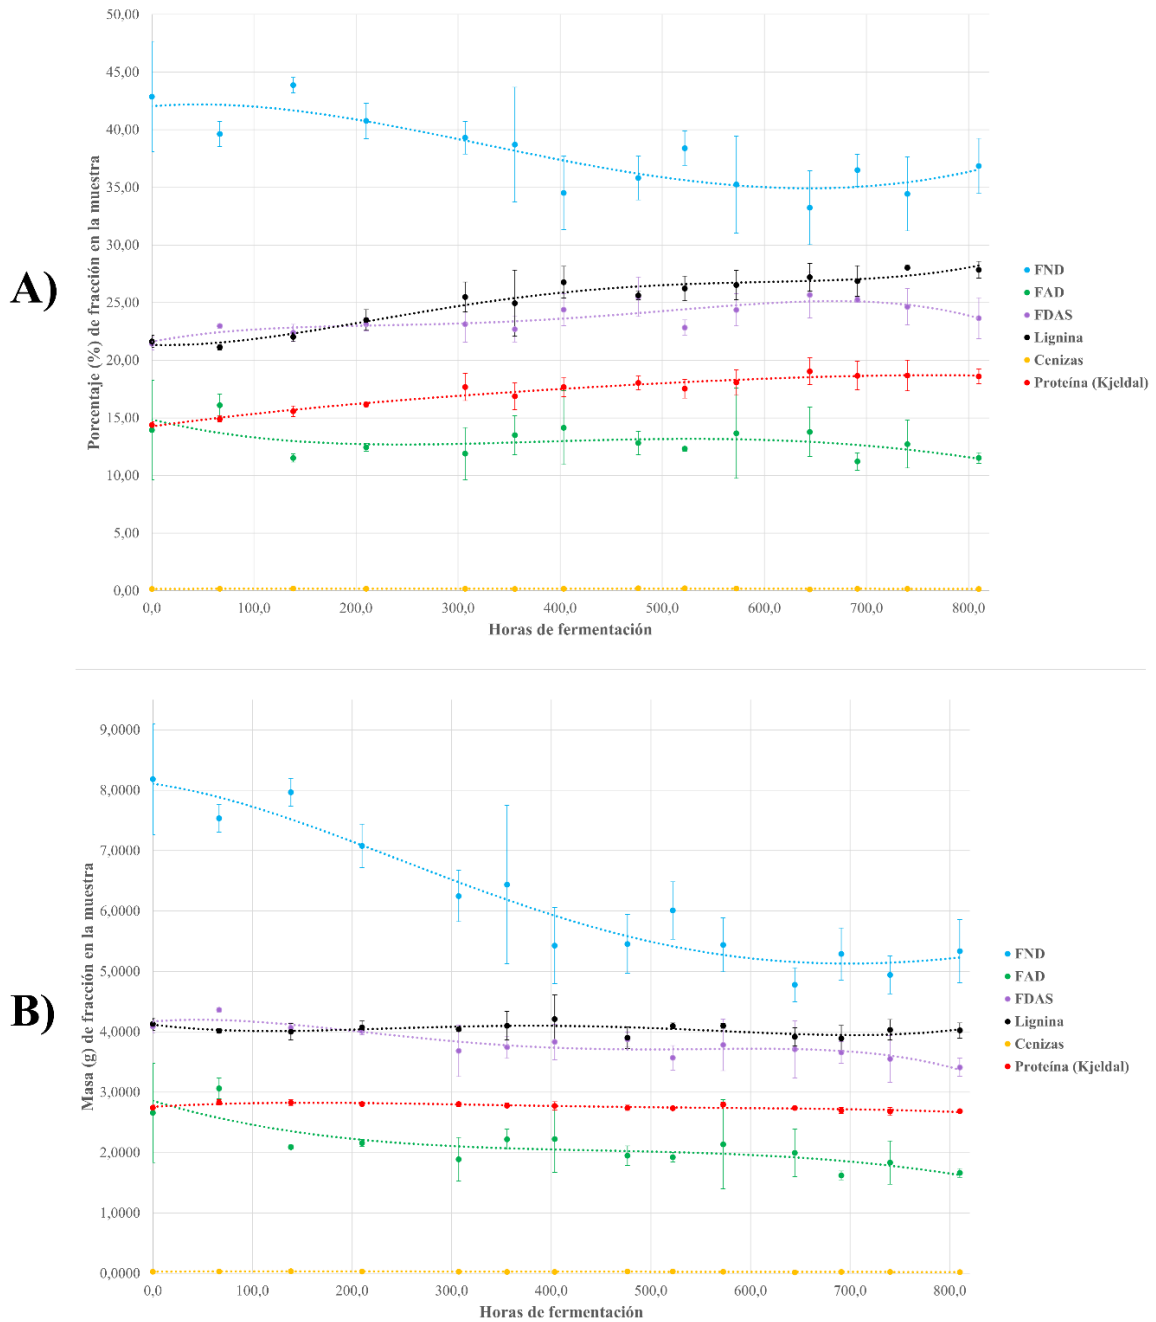 A)
Porcentaje (%) de fracción en la muestra
50,00
45,00
40,00
35,00
30,00
25,00
20,00
15,00
10,00
5,00
0,00
0,0 100,0 200,0 300,0 400,0 500,0 600,0 700,0 800,0
Horas de fermentación
FND
FAD
FDAS
Lignina
Cenizas
Proteína (Kjeldal)
B)
Masa (g) de fracción en la muestra
9,0000
8,0000
7,0000
6,0000
5,0000
4,0000
3,0000
2,0000
1,0000
0,0000
0,0 100,0 200,0 300,0 400,0 500,0 600,0 700,0 800,0
Horas de fermentación
FND
FAD
FDAS
Lignina
Cenizas
Proteína (Kjeldal)